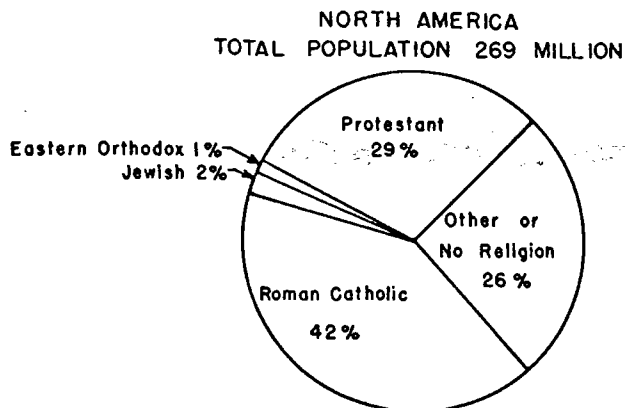 NORTH AMERICA
TOTAL POPULATION 269 MILLION
Protestant
29%
Eastern Orthodox 1%
Jewish 2%
Other or
No Religion
26%
Roman Catholic
42%